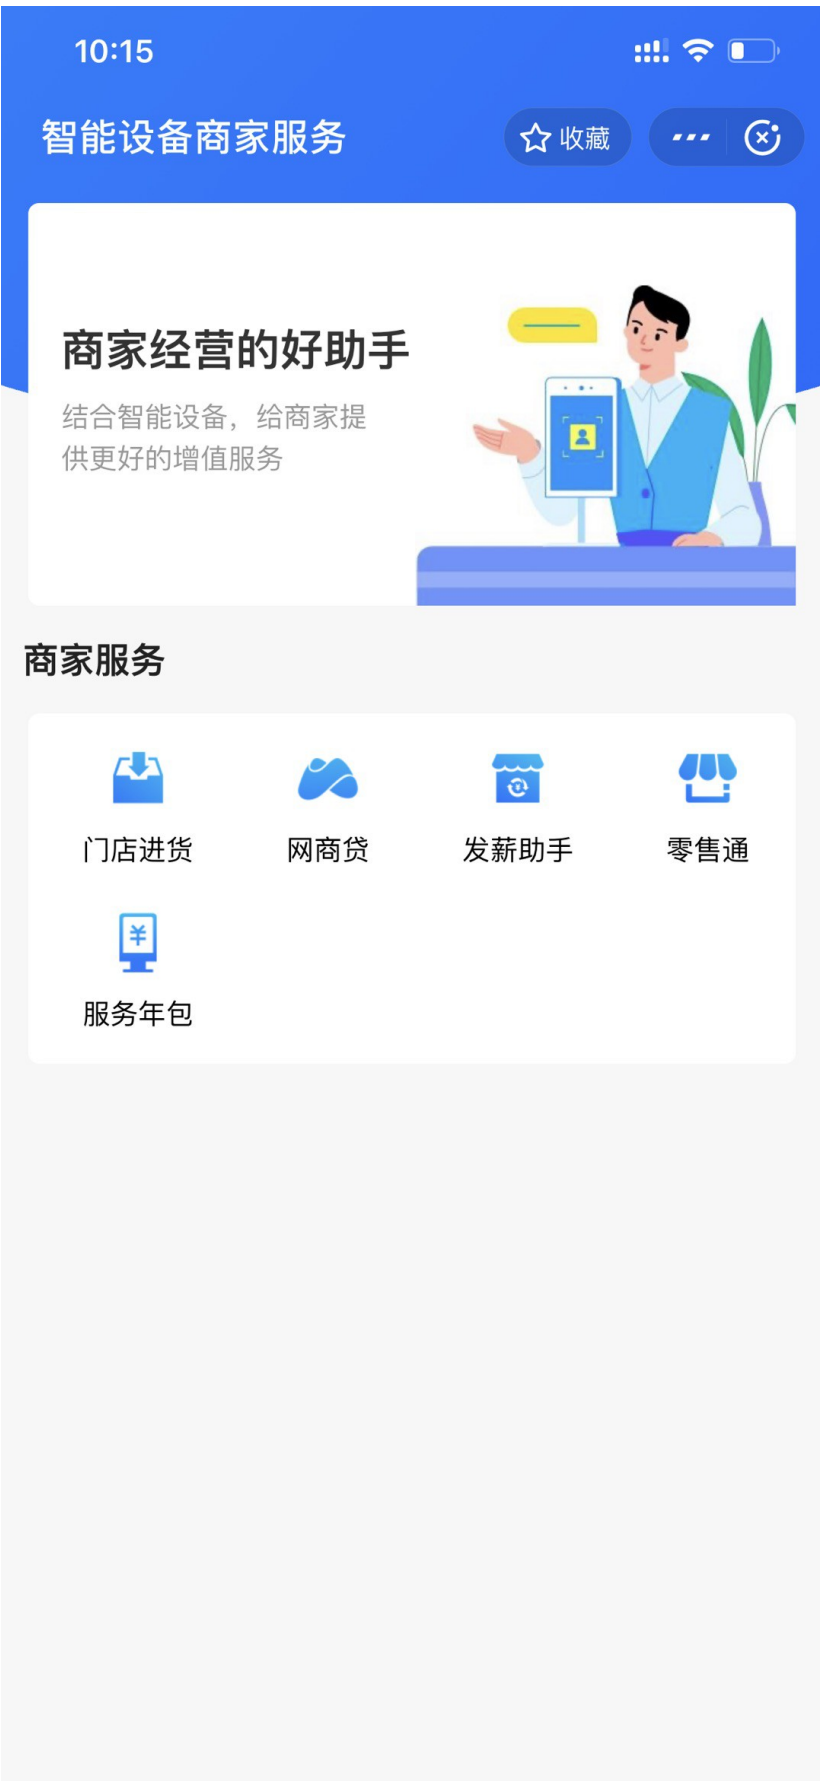 10:15
智能设备商家服务
收藏
商家经营的好助手
结合智能设备，给商家提
供更好的增值服务
商家服务
门店进货
网商贷
发薪助手
零售通
¥
服务年包